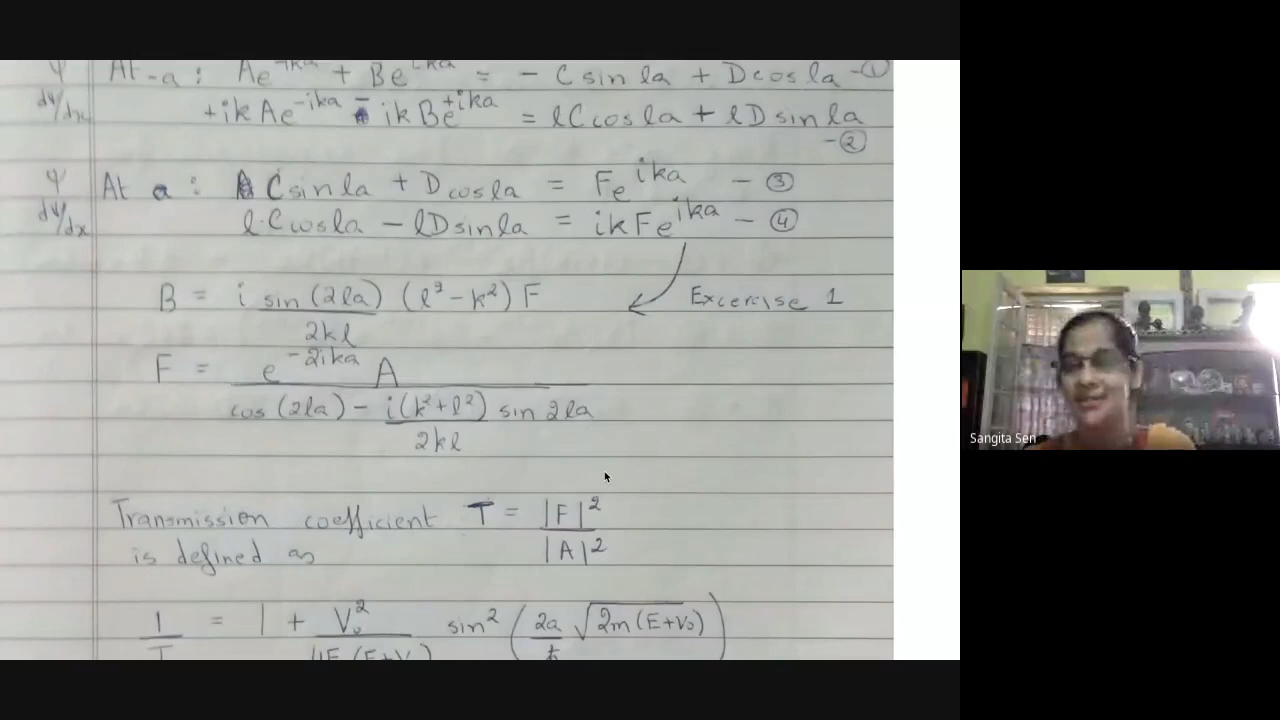 ψ At -a : Ae^-ika + Be^ika = - C sin la + D cos la -①
dψ/dx +ikAe^-ika - ikBe^+ika = lC cos la + lD sin la -②
ψ At a : C sin la + D cos la = Fe^ika - ③
dψ/dx l C cos la - lD sin la = ikFe^ika - ④
B = i sin (2la) (l² - k²) F Excercise 1
2kl
F = e^-2ika A
cos (2la) - i(k²+l²) sin 2la
2kl
Transmission coefficient T = |F|²
is defined as |A|²
1 = 1 + V₀² sin² (2a √2m(E+V₀))
T 4E (E+V₀) ħ
Sangita Sen